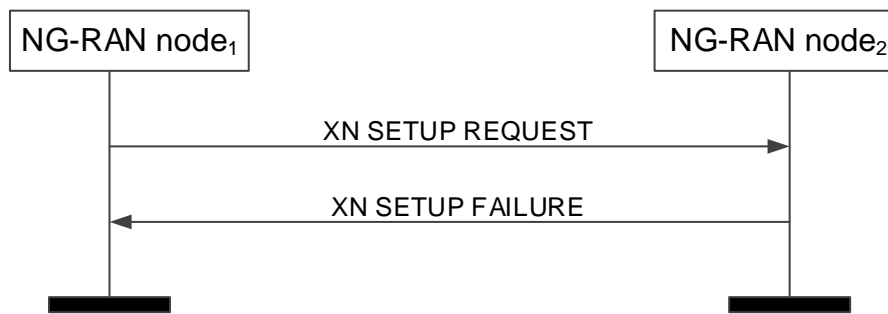 NG-RAN node₁
NG-RAN node₂
XN SETUP REQUEST
XN SETUP FAILURE